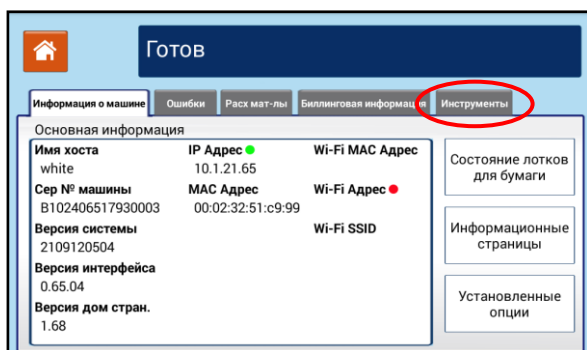 Готов
Информация о машине Ошибки Расх мат-лы Биллинговая информация Инструменты
Основная информация
Имя хоста IP Адрес Wi-Fi MAC Адрес
white 10.1.21.65
Сер № машины MAC Адрес Wi-Fi Адрес
B102406517930003 00:02:32:51:c9:99
Версия системы Wi-Fi SSID
2109120504
Версия интерфейса
0.65.04
Версия дом стран.
1.68
Состояние лотков
для бумаги
Информационные
страницы
Установленные
опции